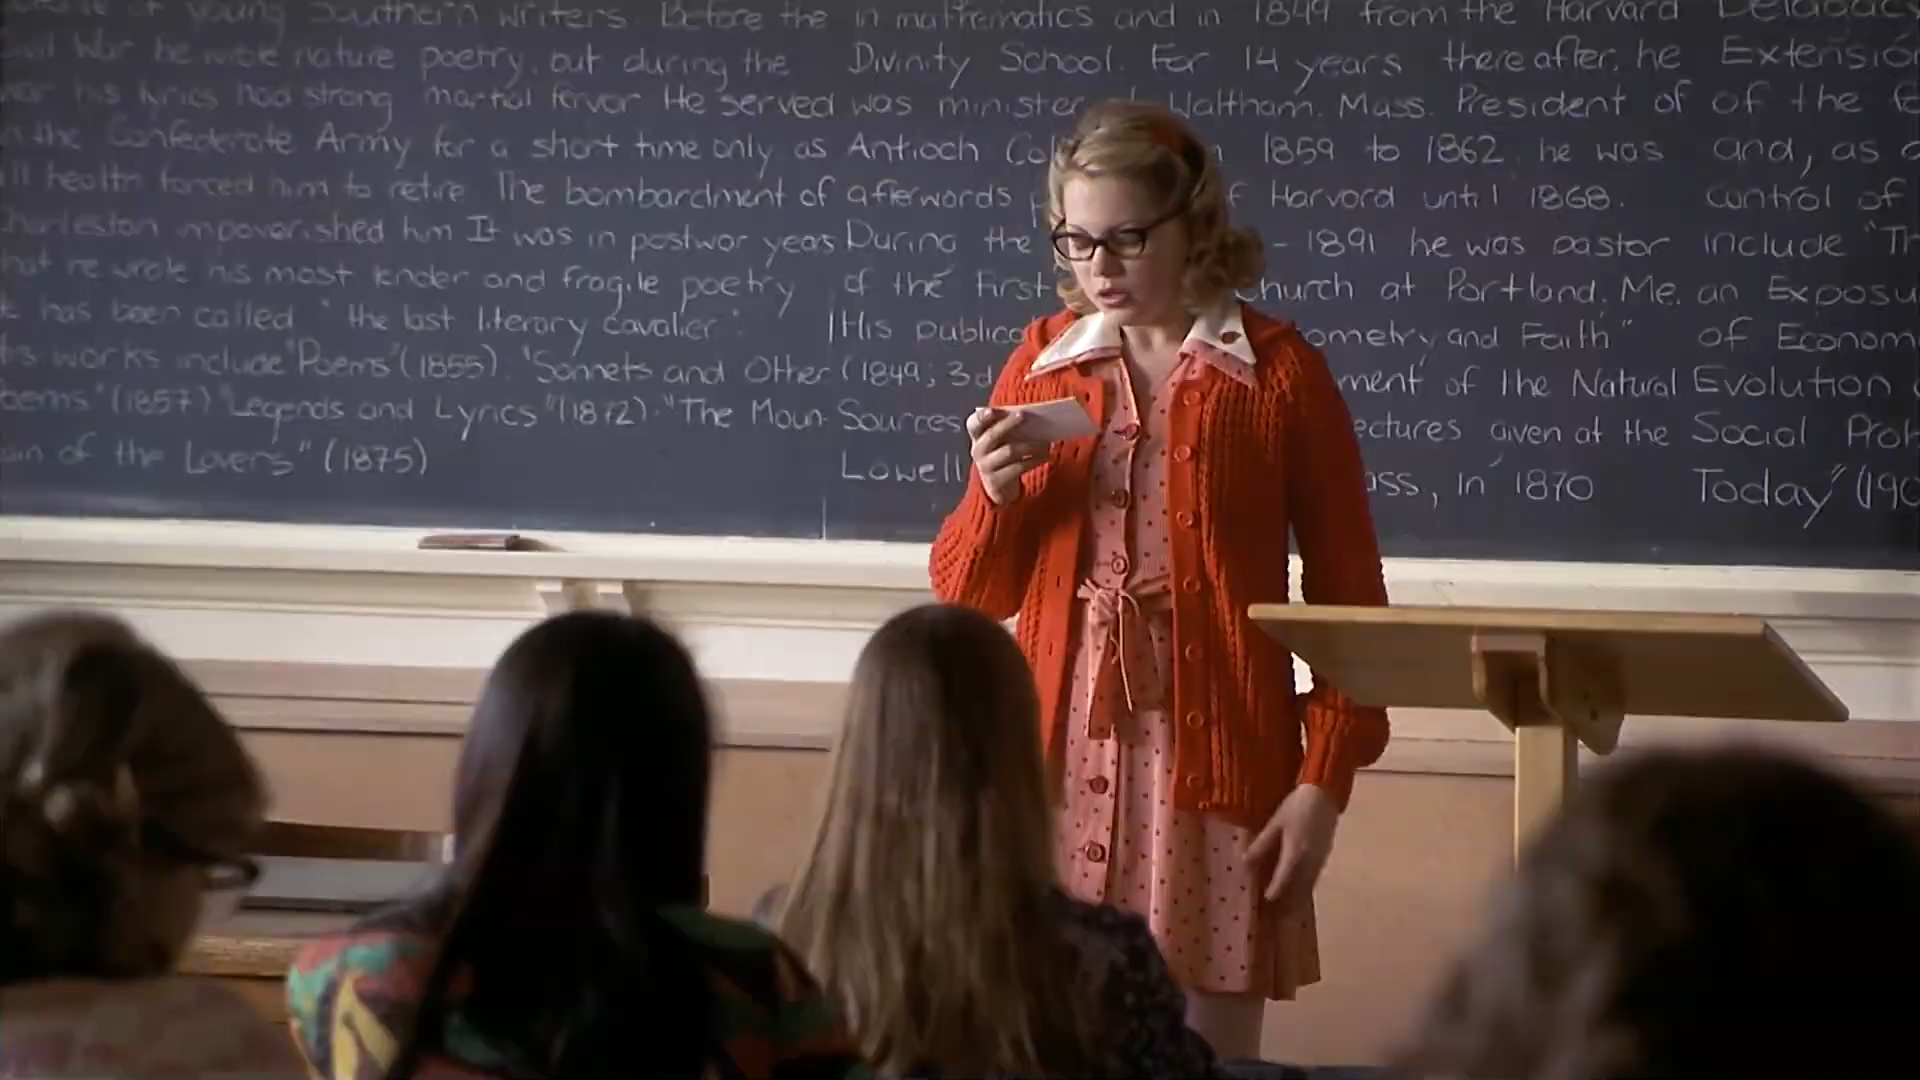 of young Southern writers. Before the
Civil War he wrote nature poetry, but during the
war his lyrics had strong martial fervor He served
in the Confederate Army for a short time only as
ill health forced him to retire. The bombardment of
Charleston impoverished him It was in postwar years
that he wrote his most tender and fragile poetry
has been called "the last literary cavalier".
His works include "Poems" (1855). "Sonnets and Other
Poems" (1857) "Legends and Lyrics" (1872). "The Moun-
tain of the Lovers" (1875)
in mathematics and in 1849 from the Harvard
Divinity School. For 14 years thereafter, he
was minister Waltham. Mass. President of
Antioch 1859 to 1862, he was
afterwords f Harvard until 1868.
During the - 1891 he was pastor
of the First Church at Portland, Me.
His publica ometry and Faith"
(1849; 3d ment of the Natural
Sources ectures given at the
Lowell ass, in 1870
Extension
of the
and, as
control of
include "Th
an Exposu
of Econom
Evolution
Social Prob
Today" (190